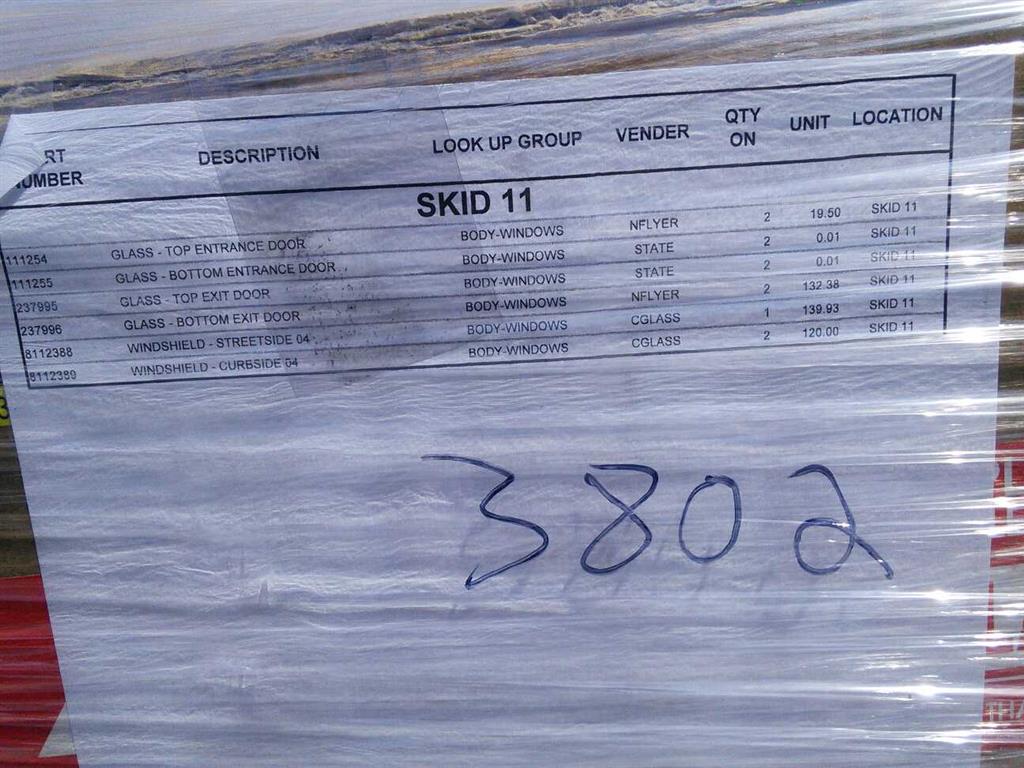 RT UMBER DESCRIPTION LOOK UP GROUP VENDER QTY ON UNIT LOCATION
SKID 11
111254 GLASS - TOP ENTRANCE DOOR BODY-WINDOWS NFLYER 2 19.50 SKID 11
111255 GLASS - BOTTOM ENTRANCE DOOR BODY-WINDOWS STATE 2 0.01 SKID 11
237995 GLASS - TOP EXIT DOOR BODY-WINDOWS STATE 2 0.01 SKID 11
237996 GLASS - BOTTOM EXIT DOOR BODY-WINDOWS NFLYER 2 132.38 SKID 11
8112388 WINDSHIELD - STREETSIDE 04 BODY-WINDOWS CGLASS 1 139.93 SKID 11
8112389 WINDSHIELD - CURBSIDE 04 BODY-WINDOWS CGLASS 2 120.00 SKID 11
3802